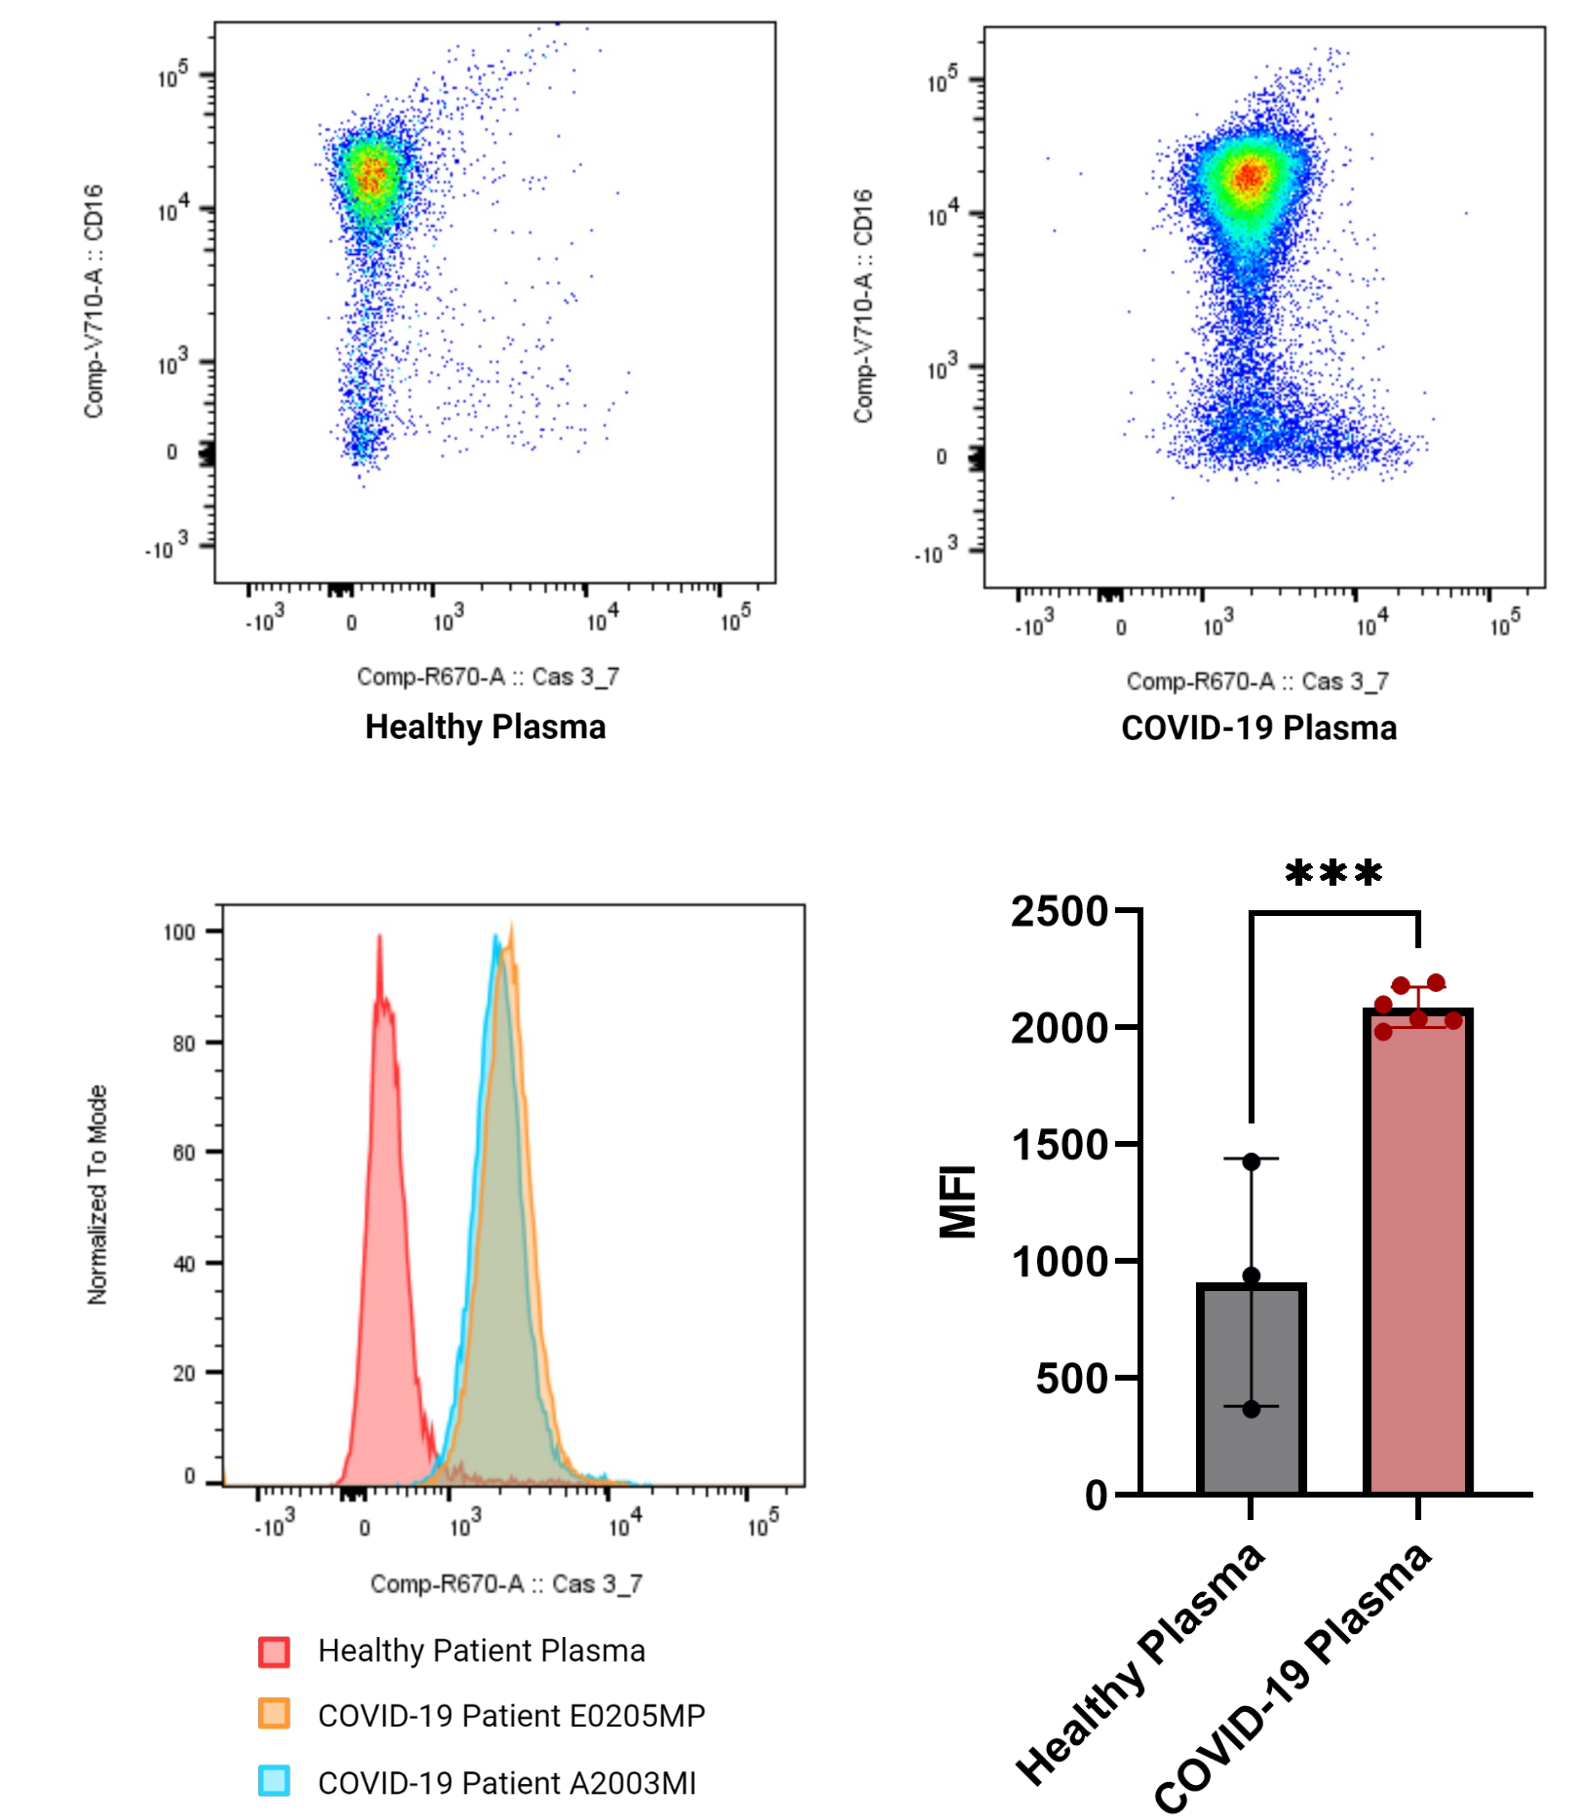 10^5
10^4
10^3
0
-10^3
Comp-V710-A :: CD16
-10^3 0 10^3 10^4 10^5
Comp-R670-A :: Cas 3_7
Healthy Plasma
10^5
10^4
10^3
0
-10^3
Comp-V710-A :: CD16
-10^3 0 10^3 10^4 10^5
Comp-R670-A :: Cas 3_7
COVID-19 Plasma
100
80
60
40
20
0
Normalized To Mode
-10^3 0 10^3 10^4 10^5
Comp-R670-A :: Cas 3_7
Healthy Patient Plasma
COVID-19 Patient E0205MP
COVID-19 Patient A2003MI
***
2500
2000
1500
1000
500
0
MFI
Healthy Plasma
COVID-19 Plasma